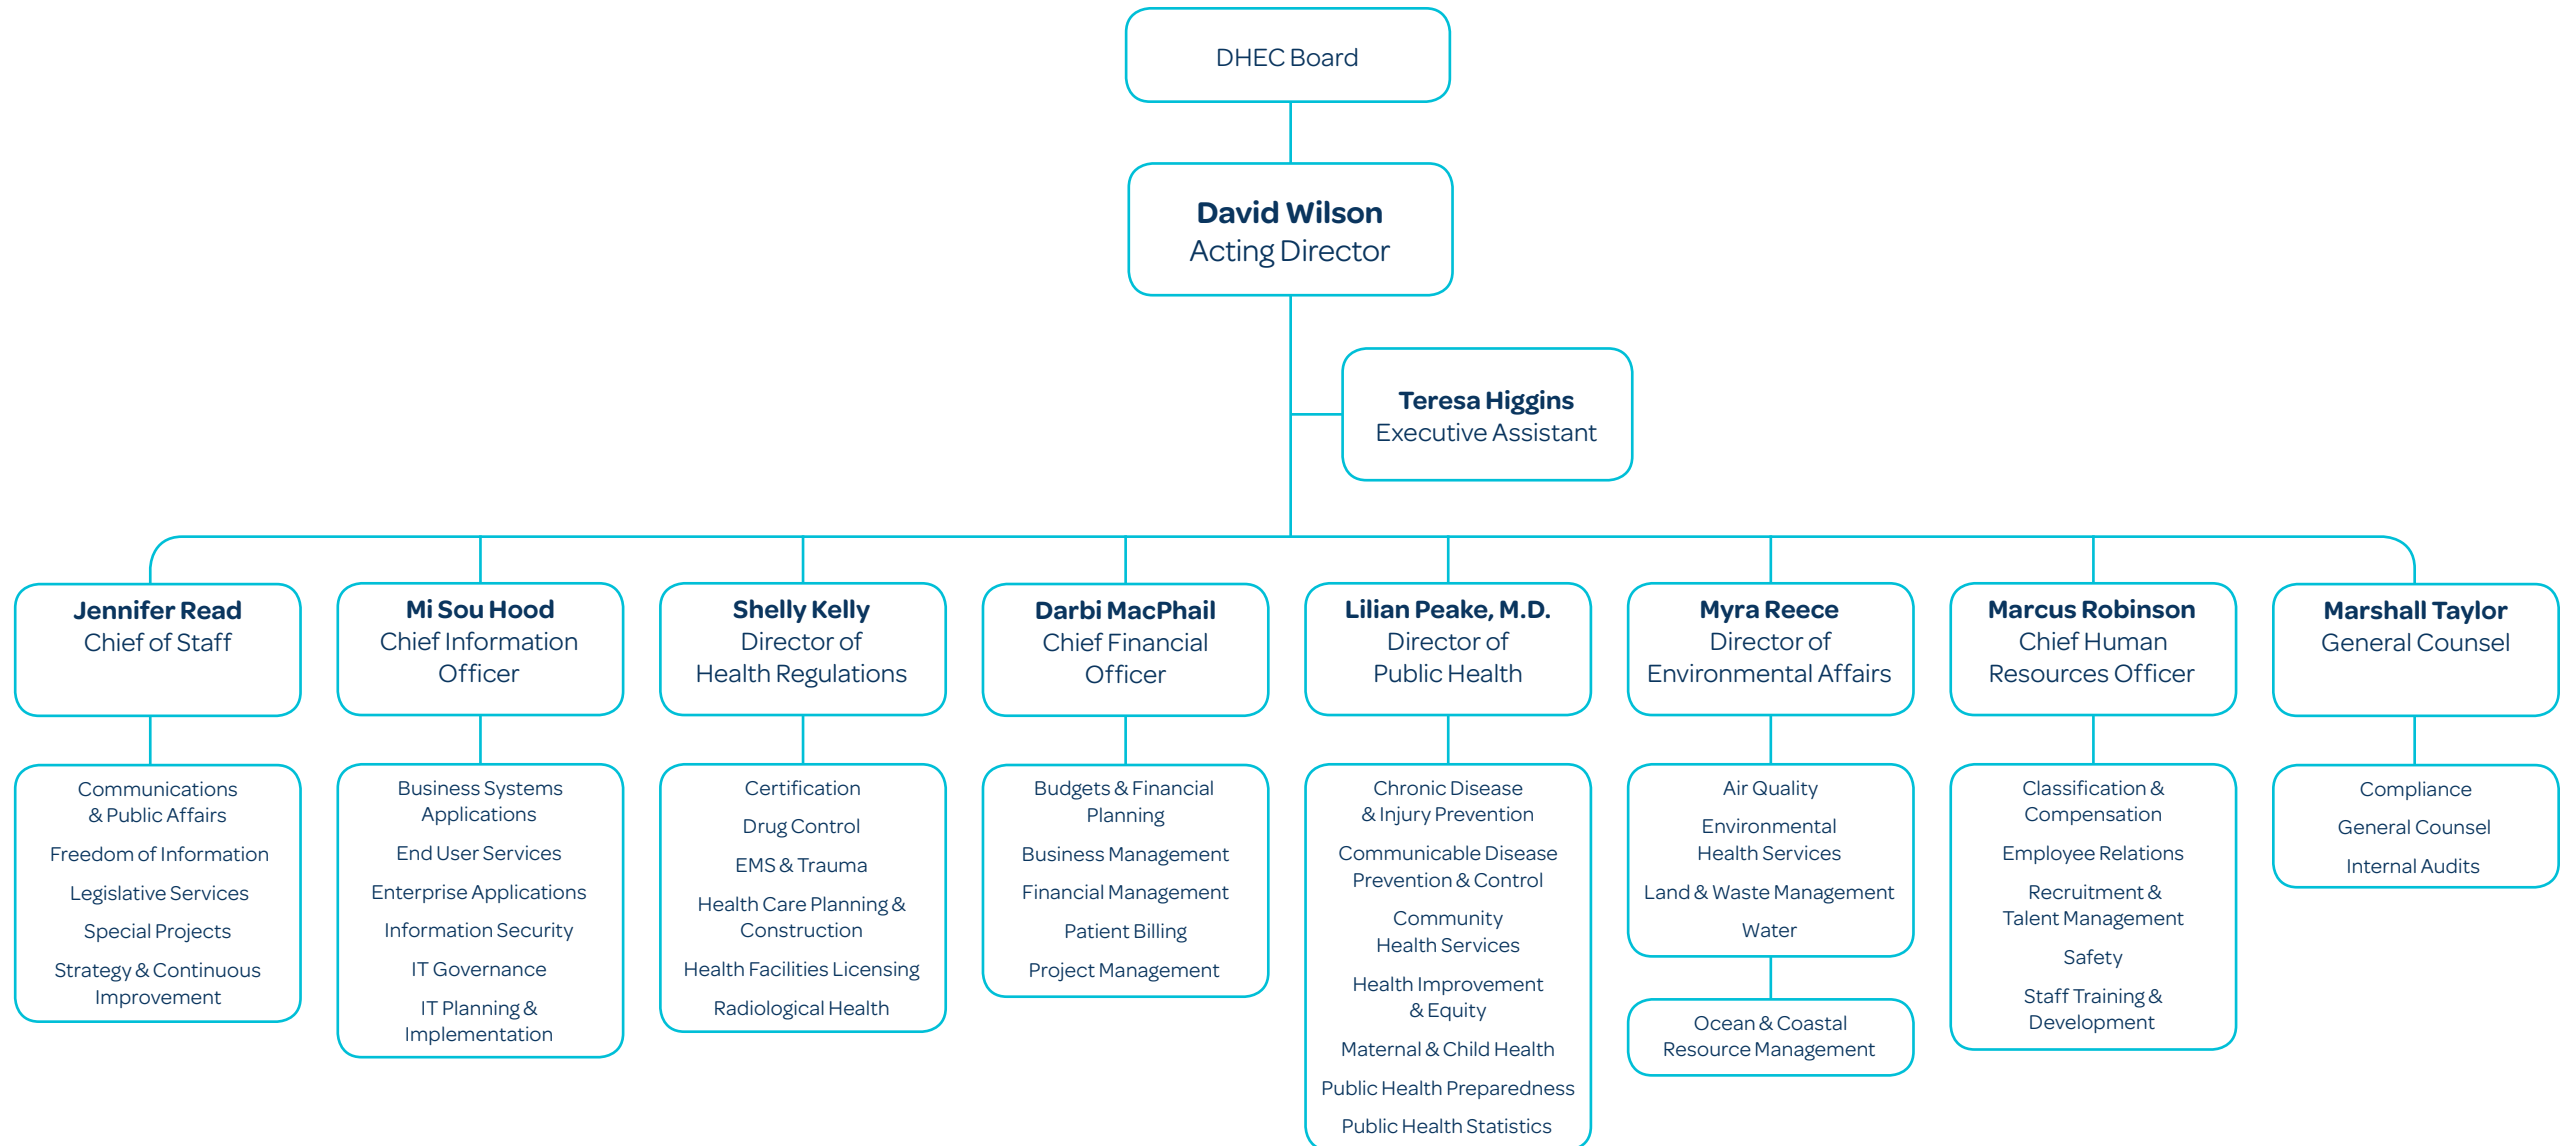 DHEC Board
David Wilson
Acting Director
Teresa Higgins
Executive Assistant
Jennifer Read
Chief of Staff
Communications
& Public Affairs
Freedom of Information
Legislative Services
Special Projects
Strategy & Continuous
Improvement
Mi Sou Hood
Chief Information
Officer
Business Systems
Applications
End User Services
Enterprise Applications
Information Security
IT Governance
IT Planning &
Implementation
Shelly Kelly
Director of
Health Regulations
Certification
Drug Control
EMS & Trauma
Health Care Planning &
Construction
Health Facilities Licensing
Radiological Health
Darbi MacPhail
Chief Financial
Officer
Budgets & Financial
Planning
Business Management
Financial Management
Patient Billing
Project Management
Lilian Peake, M.D.
Director of
Public Health
Chronic Disease
& Injury Prevention
Communicable Disease
Prevention & Control
Community
Health Services
Health Improvement
& Equity
Maternal & Child Health
Public Health Preparedness
Public Health Statistics
Myra Reece
Director of
Environmental Affairs
Air Quality
Environmental
Health Services
Land & Waste Management
Water
Ocean & Coastal
Resource Management
Marcus Robinson
Chief Human
Resources Officer
Classification &
Compensation
Employee Relations
Recruitment &
Talent Management
Safety
Staff Training &
Development
Marshall Taylor
General Counsel
Compliance
General Counsel
Internal Audits